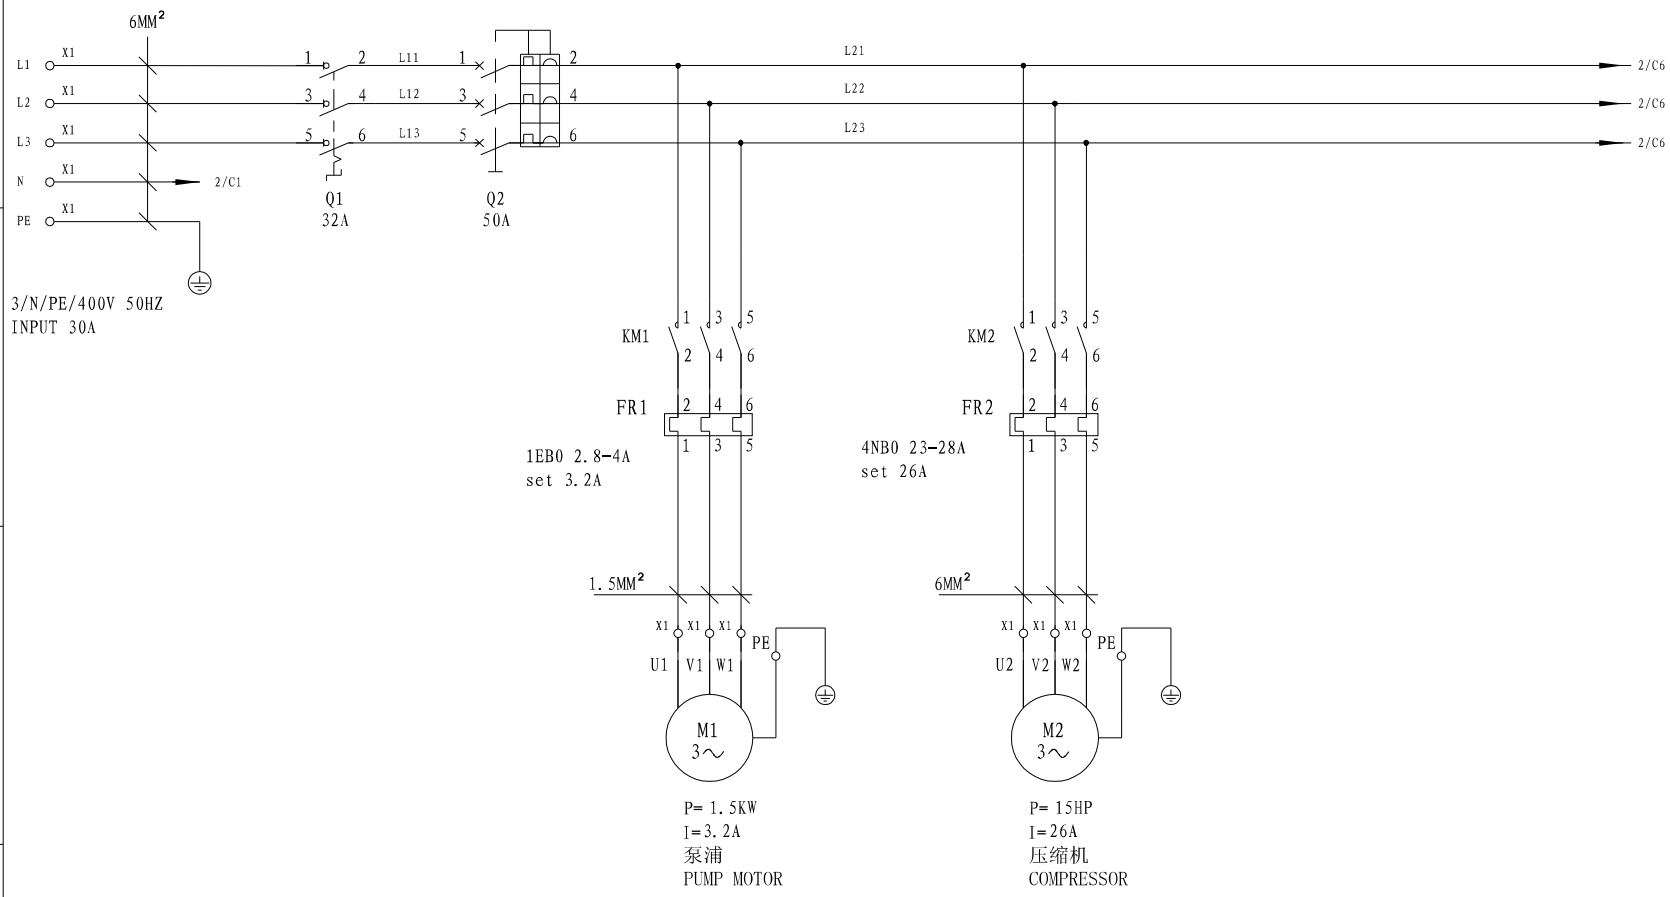 6MM²
L1 X1 1 2 L11 1 2 L21 2/C6
L2 X1 3 4 L12 3 4 L22 2/C6
L3 X1 5 6 L13 5 6 L23 2/C6
N X1 2/C1
PE X1
Q1
32A
Q2
50A
3/N/PE/400V 50HZ
INPUT 30A
KM1 1 3 5
2 4 6
FR1 2 4 6
1 3 5
1EB0 2.8-4A
set 3.2A
1.5MM²
X1 X1 X1 PE
U1 V1 W1
M1
3~
P= 1.5KW
I=3.2A
泵浦
PUMP MOTOR
KM2 1 3 5
2 4 6
FR2 2 4 6
1 3 5
4NB0 23-28A
set 26A
6MM²
X1 X1 X1 PE
U2 V2 W2
M2
3~
P= 15HP
I=26A
压缩机
COMPRESSOR